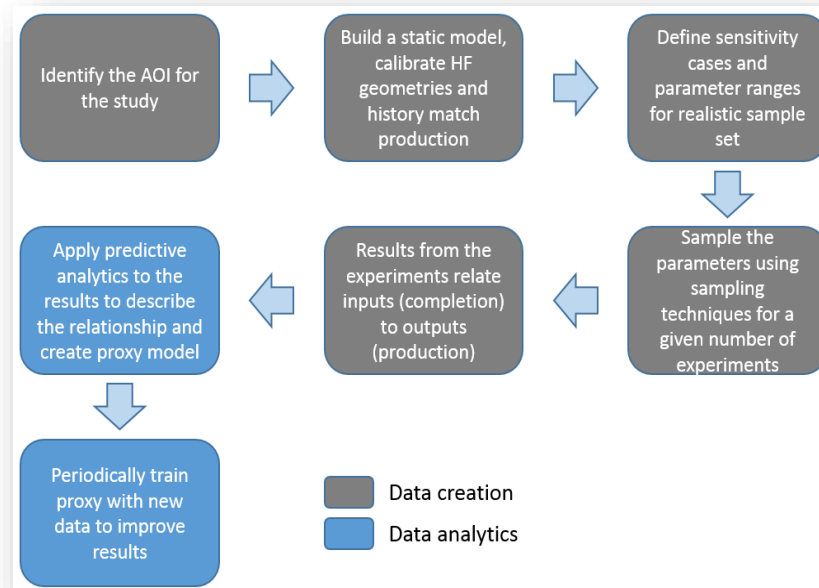 Identify the AOI for
the study
Build a static model,
calibrate HF
geometries and
history match
production
Define sensitivity
cases and
parameter ranges
for realistic sample
set
Sample the
parameters using
sampling
techniques for a
given number of
experiments
Results from the
experiments relate
inputs (completion)
to outputs
(production)
Apply predictive
analytics to the
results to describe
the relationship and
create proxy model
Periodically train
proxy with new
data to improve
results
Data creation
Data analytics